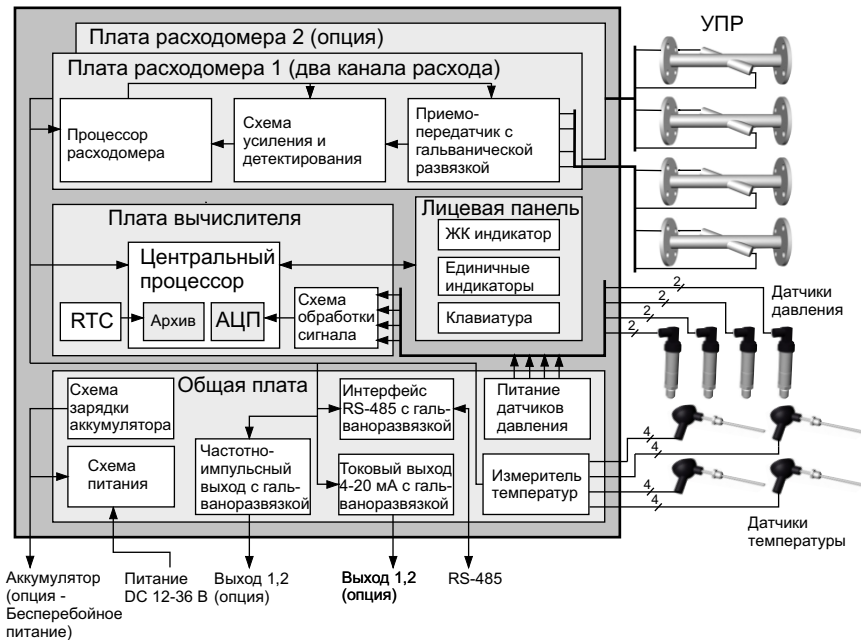 Плата расходомера 2 (опция)
Плата расходомера 1 (два канала расхода)
Процессор
расходомера
Схема
усиления и
детектирования
Приемо-
передатчик с
гальванической
развязкой
УПР
Плата вычислителя
Центральный
процессор
RTC
Архив
АЦП
Схема
обработки
сигнала
Лицевая панель
ЖК индикатор
Единичные
индикаторы
Клавиатура
2
2
2
2
Датчики
давления
Общая плата
Схема
зарядки
аккумулятора
Схема
питания
Частотно-
импульсный
выход с галь-
ваноразвязкой
Интерфейс
RS-485 с галь-
ваноразвязкой
Токовый выход
4-20 мА с галь-
ваноразвязкой
Питание
датчиков
давления
Измеритель
температур
4
4
4
4
Датчики
температуры
Аккумулятор
(опция -
Бесперебойное
питание)
Питание
DC 12-36 В
Выход 1,2
(опция)
Выход 1,2
(опция)
RS-485